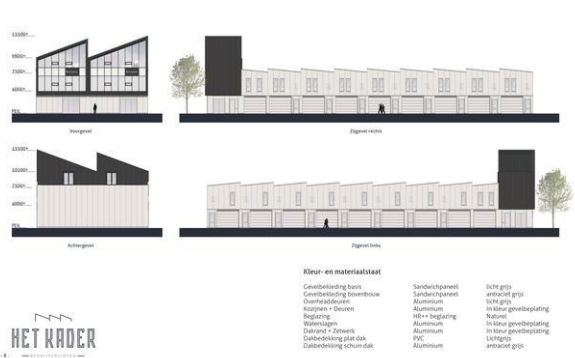 Voorgevel
Zijgevel rechts
Achtergevel
Zijgevel links
Kleur- en materiaalstaat
Gevelbekleding basis Sandwichpaneel licht grijs
Gevelbekleding bovenbouw Sandwichpaneel antraciet grijs
Overheaddeuren Aluminium licht grijs
Kozijnen + Deuren Aluminium In kleur gevelbeplating
Beglazing HR++ beglazing Naturel
Waterslagen Aluminium In kleur gevelbeplating
Dakrand + Zetwerk Aluminium In kleur gevelbeplating
Dakbedekking plat dak PVC Lichtgrijs
Dakbedekking schuin dak Aluminium antraciet grijs
HET KADER